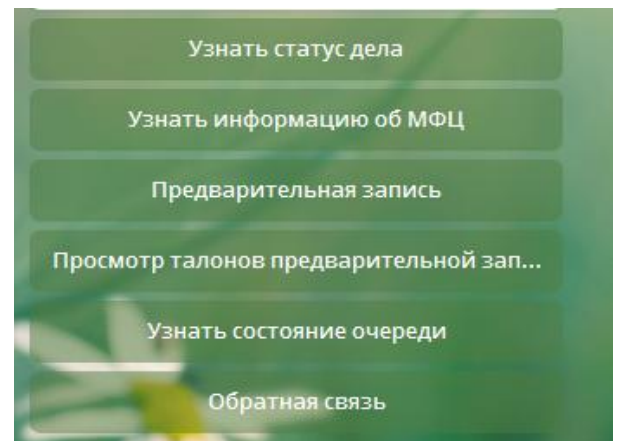 Узнать статус дела
Узнать информацию об МФЦ
Предварительная запись
Просмотр талонов предварительной зап...
Узнать состояние очереди
Обратная связь